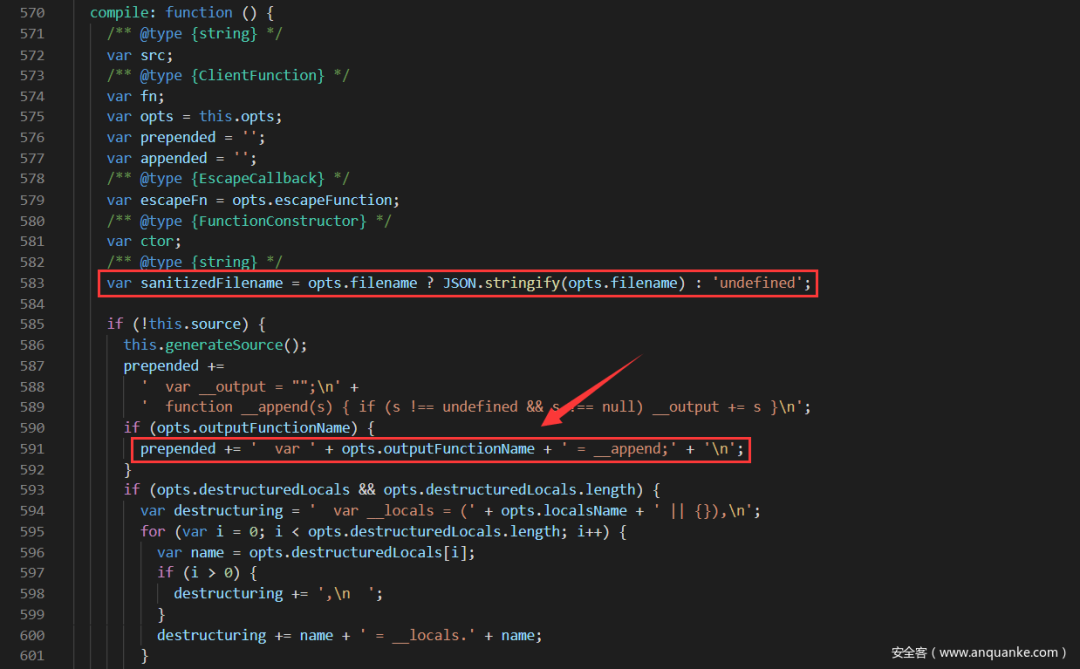 570 compile: function () {
571 /** @type {string} */
572 var src;
573 /** @type {ClientFunction} */
574 var fn;
575 var opts = this.opts;
576 var prepended = '';
577 var appended = '';
578 /** @type {EscapeCallback} */
579 var escapeFn = opts.escapeFunction;
580 /** @type {FunctionConstructor} */
581 var ctor;
582 /** @type {string} */
583 var sanitizedFilename = opts.filename ? JSON.stringify(opts.filename) : 'undefined';
584
585 if (!this.source) {
586 this.generateSource();
587 prepended +=
588 '  var __output = "";\n' +
589 '  function __append(s) { if (s !== undefined && s !== null) __output += s }\n';
590 if (opts.outputFunctionName) {
591 prepended += '  var ' + opts.outputFunctionName + ' = __append;' + '\n';
592 }
593 if (opts.destructuredLocals && opts.destructuredLocals.length) {
594 var destructuring = '  var __locals = (' + opts.localsName + ' || {}),\n';
595 for (var i = 0; i < opts.destructuredLocals.length; i++) {
596 var name = opts.destructuredLocals[i];
597 if (i > 0) {
598 destructuring += ',\n  ';
599 }
600 destructuring += name + ' = __locals.' + name;
601 }
安全客（www.anquanke.com）